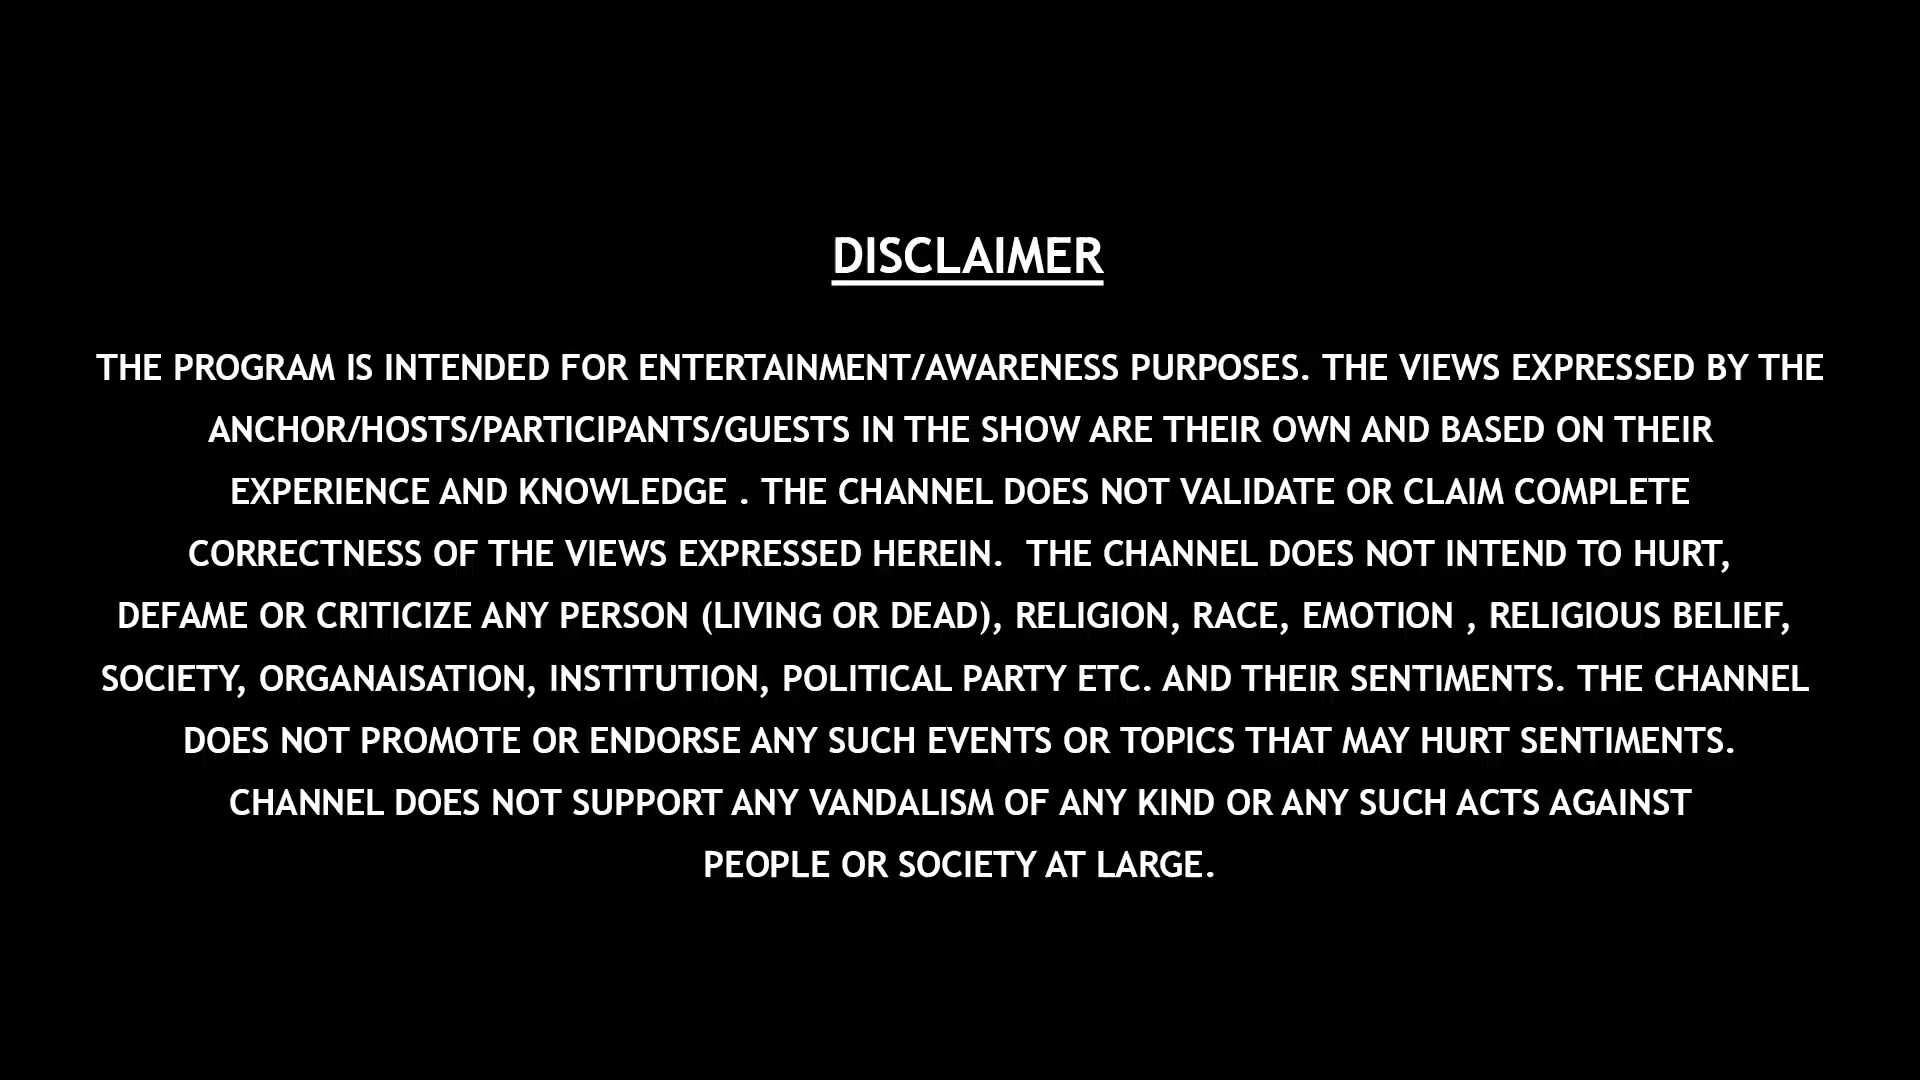 DISCLAIMER
THE PROGRAM IS INTENDED FOR ENTERTAINMENT/AWARENESS PURPOSES. THE VIEWS EXPRESSED BY THE
ANCHOR/HOSTS/PARTICIPANTS/GUESTS IN THE SHOW ARE THEIR OWN AND BASED ON THEIR
EXPERIENCE AND KNOWLEDGE . THE CHANNEL DOES NOT VALIDATE OR CLAIM COMPLETE
CORRECTNESS OF THE VIEWS EXPRESSED HEREIN.  THE CHANNEL DOES NOT INTEND TO HURT,
DEFAME OR CRITICIZE ANY PERSON (LIVING OR DEAD), RELIGION, RACE, EMOTION , RELIGIOUS BELIEF,
SOCIETY, ORGANAISATION, INSTITUTION, POLITICAL PARTY ETC. AND THEIR SENTIMENTS. THE CHANNEL
DOES NOT PROMOTE OR ENDORSE ANY SUCH EVENTS OR TOPICS THAT MAY HURT SENTIMENTS.
CHANNEL DOES NOT SUPPORT ANY VANDALISM OF ANY KIND OR ANY SUCH ACTS AGAINST
PEOPLE OR SOCIETY AT LARGE.